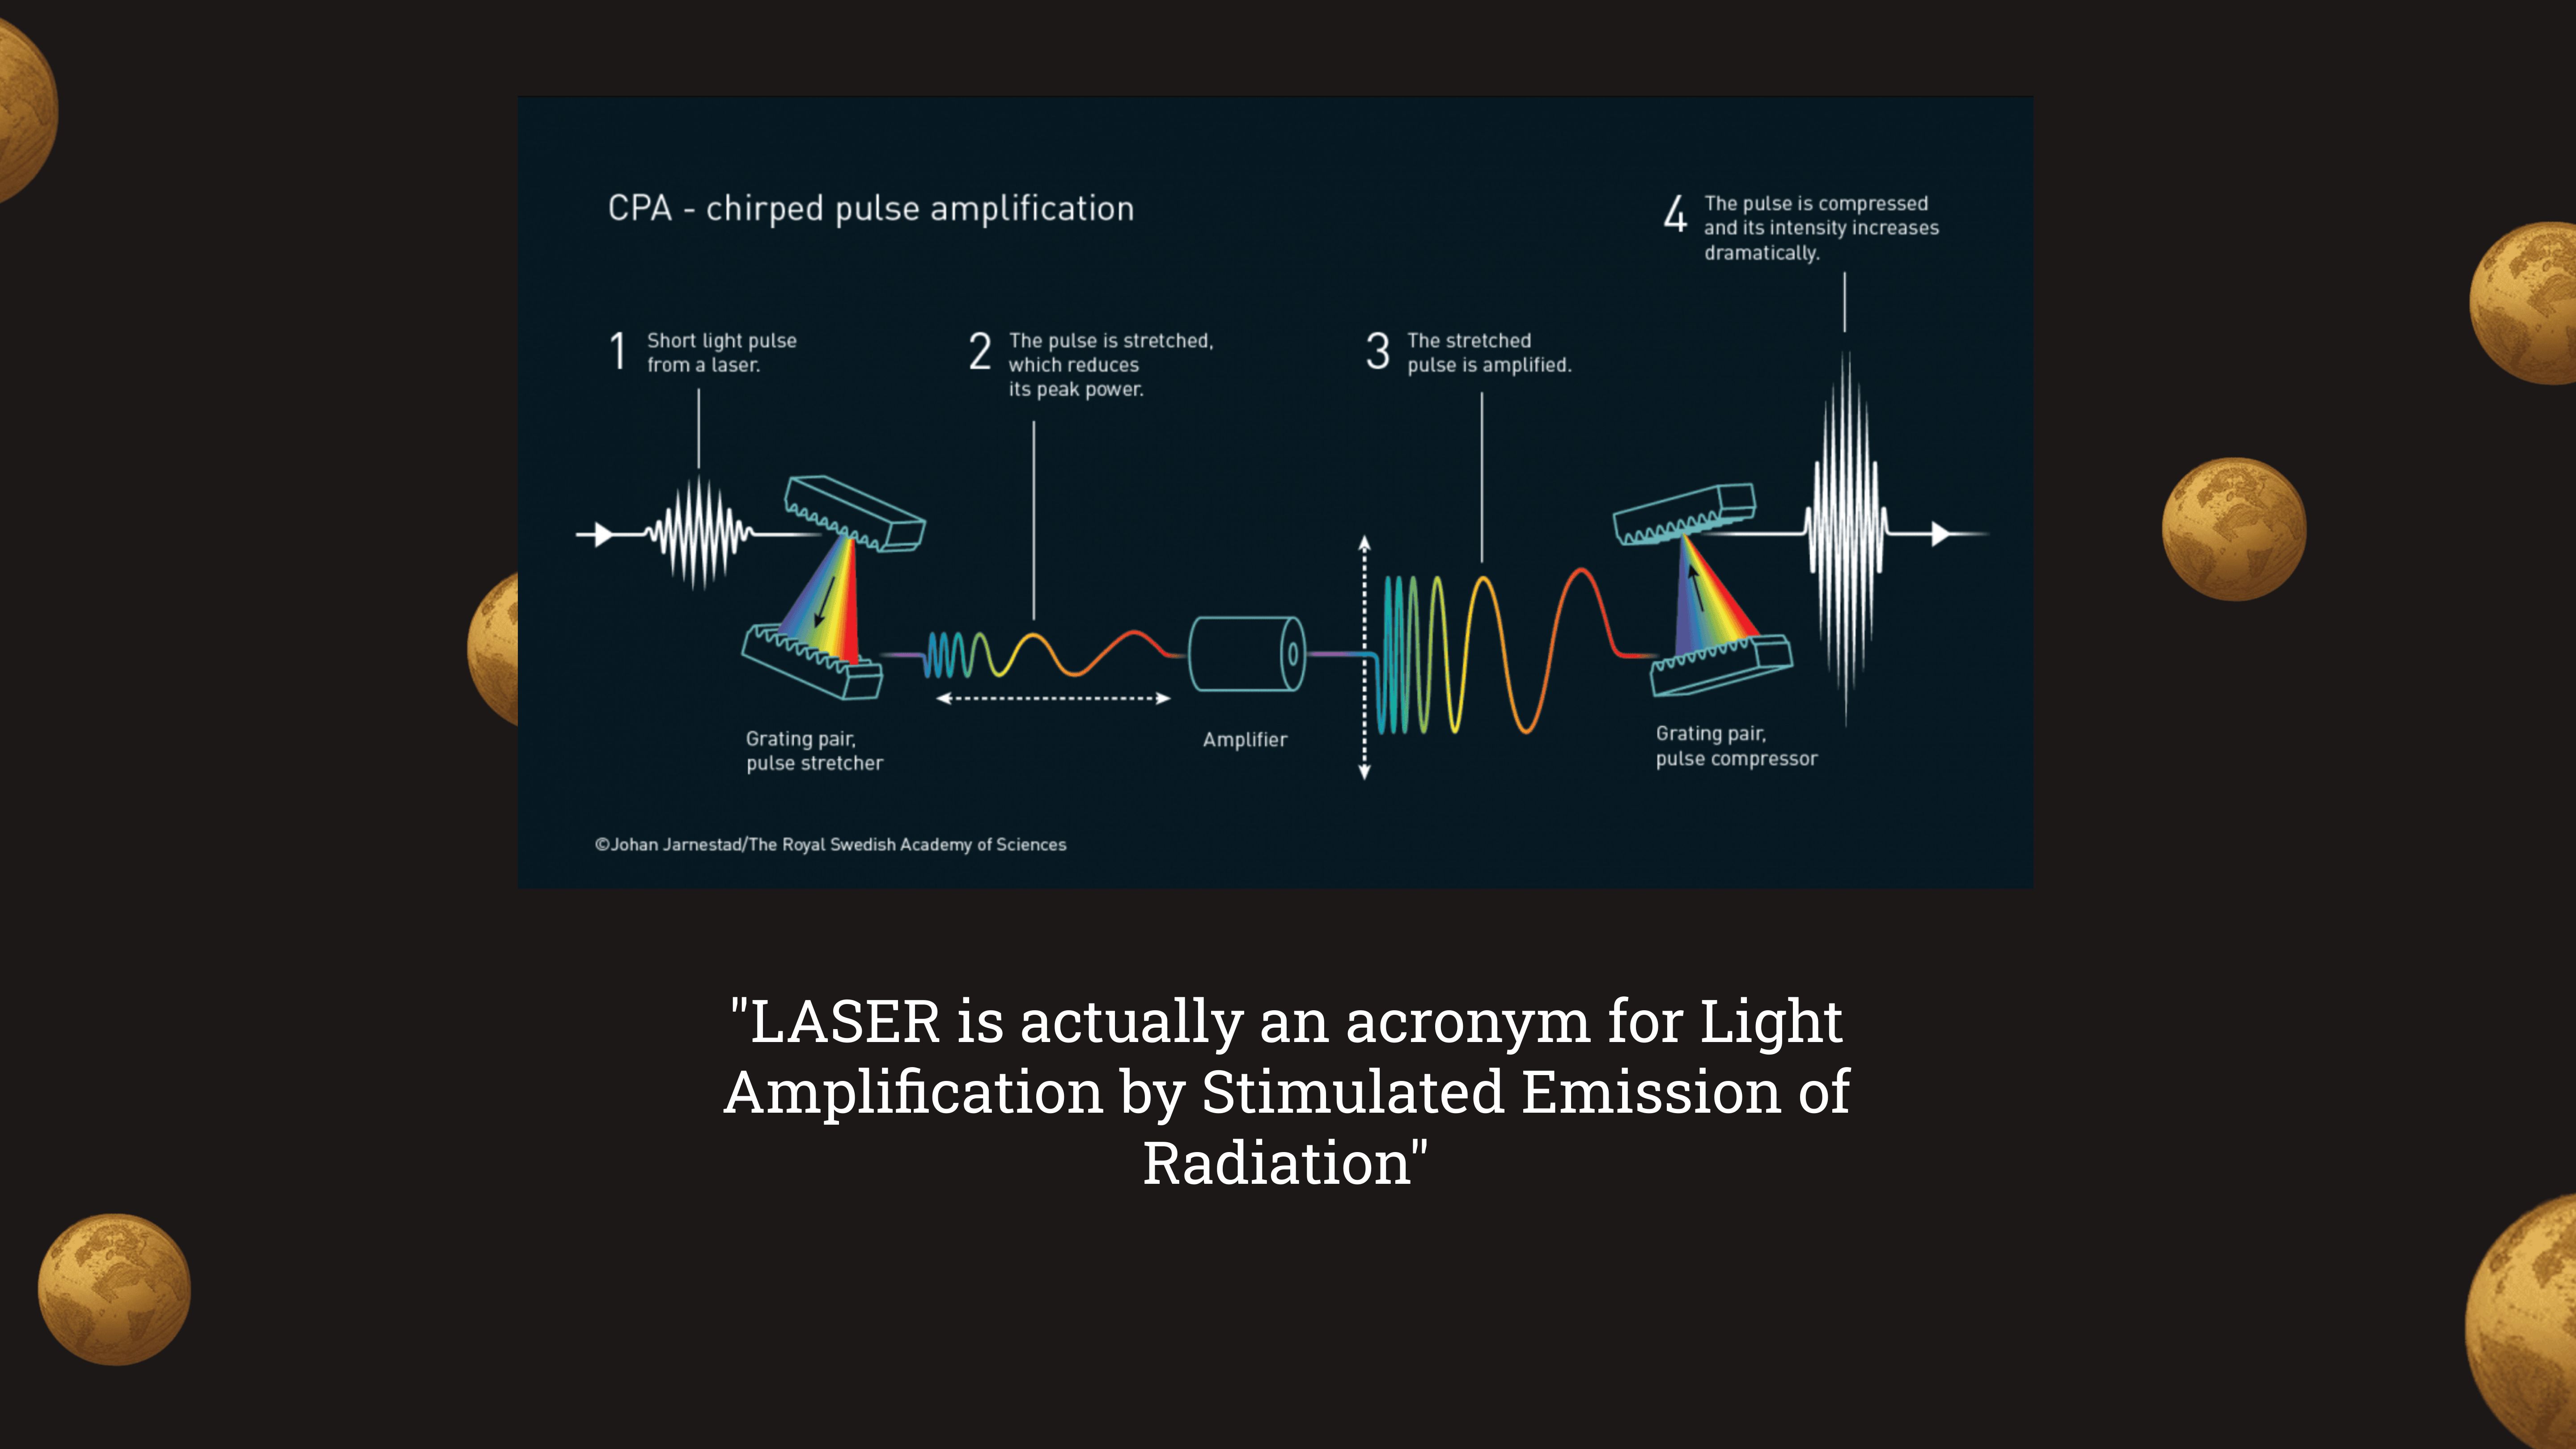 CPA - chirped pulse amplification
1 Short light pulse
from a laser.
2 The pulse is stretched,
which reduces
its peak power.
3 The stretched
pulse is amplified.
4 The pulse is compressed
and its intensity increases
dramatically.
Grating pair,
pulse stretcher
Amplifier
Grating pair,
pulse compressor
©Johan Jarnestad/The Royal Swedish Academy of Sciences
"LASER is actually an acronym for Light
Amplification by Stimulated Emission of
Radiation"